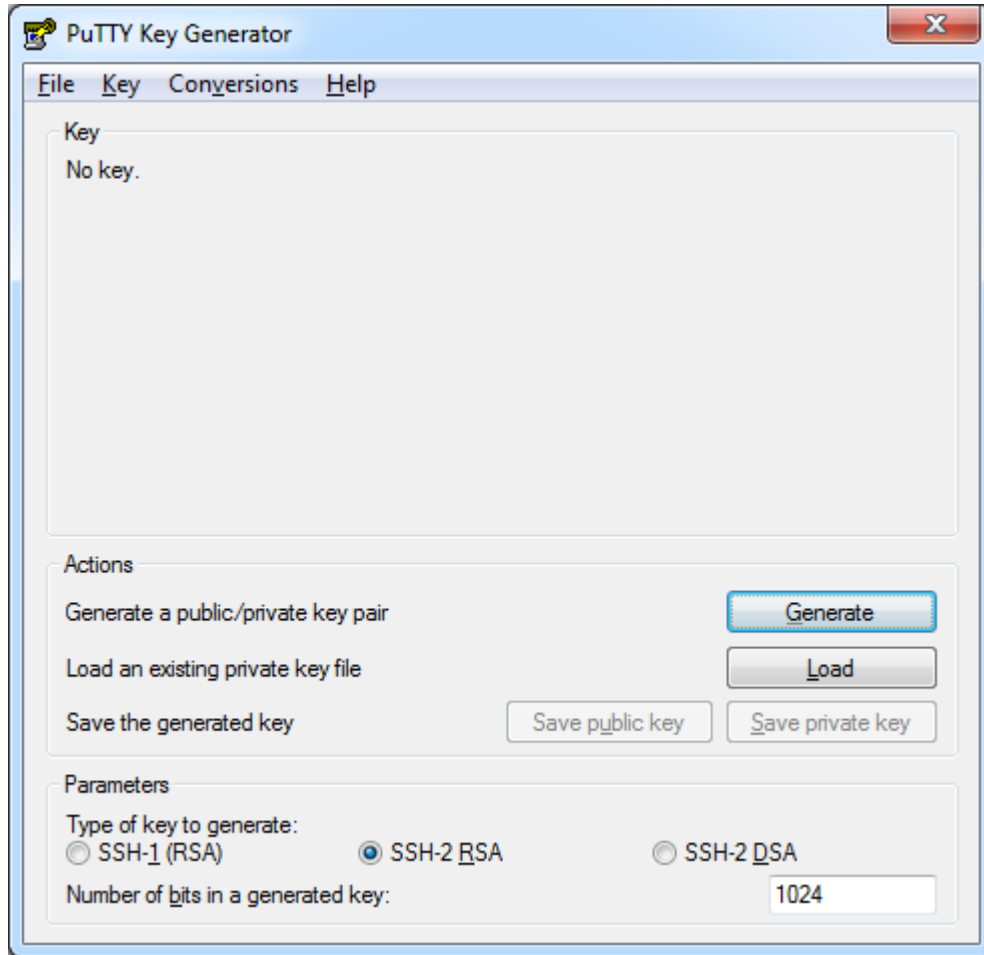 PuTTY Key Generator
File Key Conversions Help
Key
No key.
Actions
Generate a public/private key pair Generate
Load an existing private key file Load
Save the generated key Save public key Save private key
Parameters
Type of key to generate:
SSH-1 (RSA) SSH-2 RSA SSH-2 DSA
Number of bits in a generated key: 1024